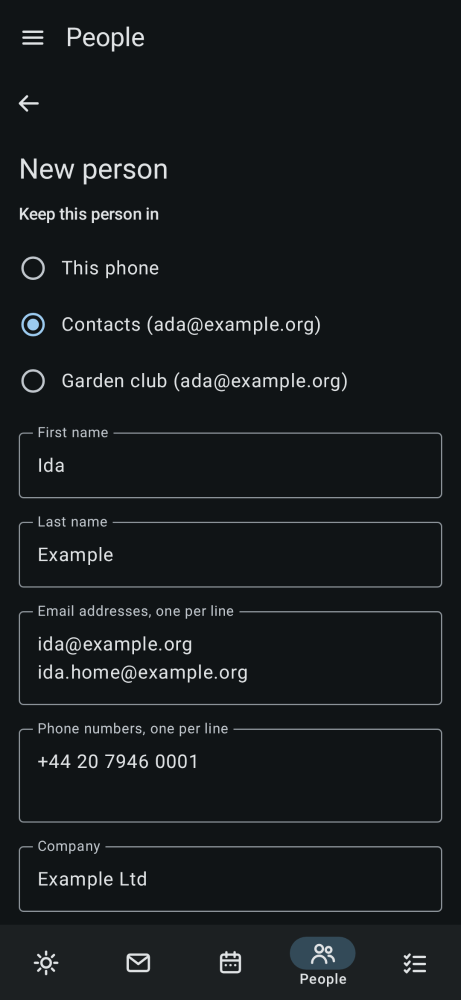 People
New person
Keep this person in
This phone
Contacts (ada@example.org)
Garden club (ada@example.org)
First name
Ida
Last name
Example
Email addresses, one per line
ida@example.org
ida.home@example.org
Phone numbers, one per line
+44 20 7946 0001
Company
Example Ltd
People